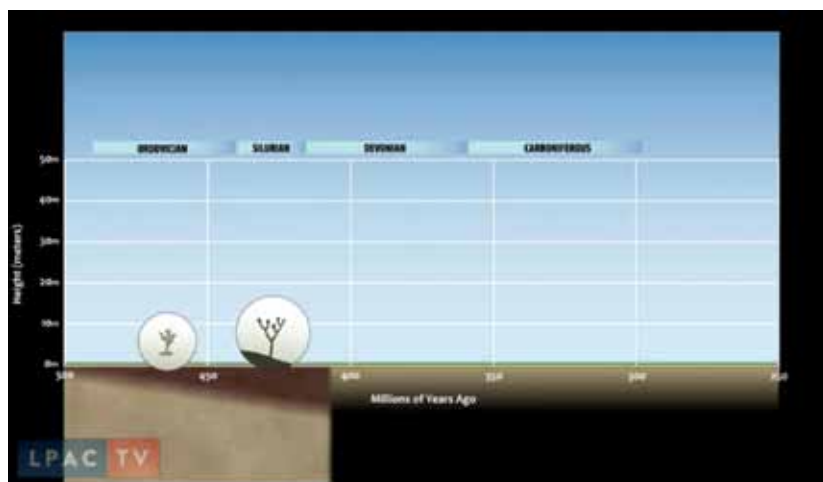 ORDOVICIAN SILURIAN DEVONIAN CARBONIFEROUS
50m
40m
30m
20m
10m
0m
Height (meters)
500 450 400 350 300 250
Millions of Years Ago
LPAC TV